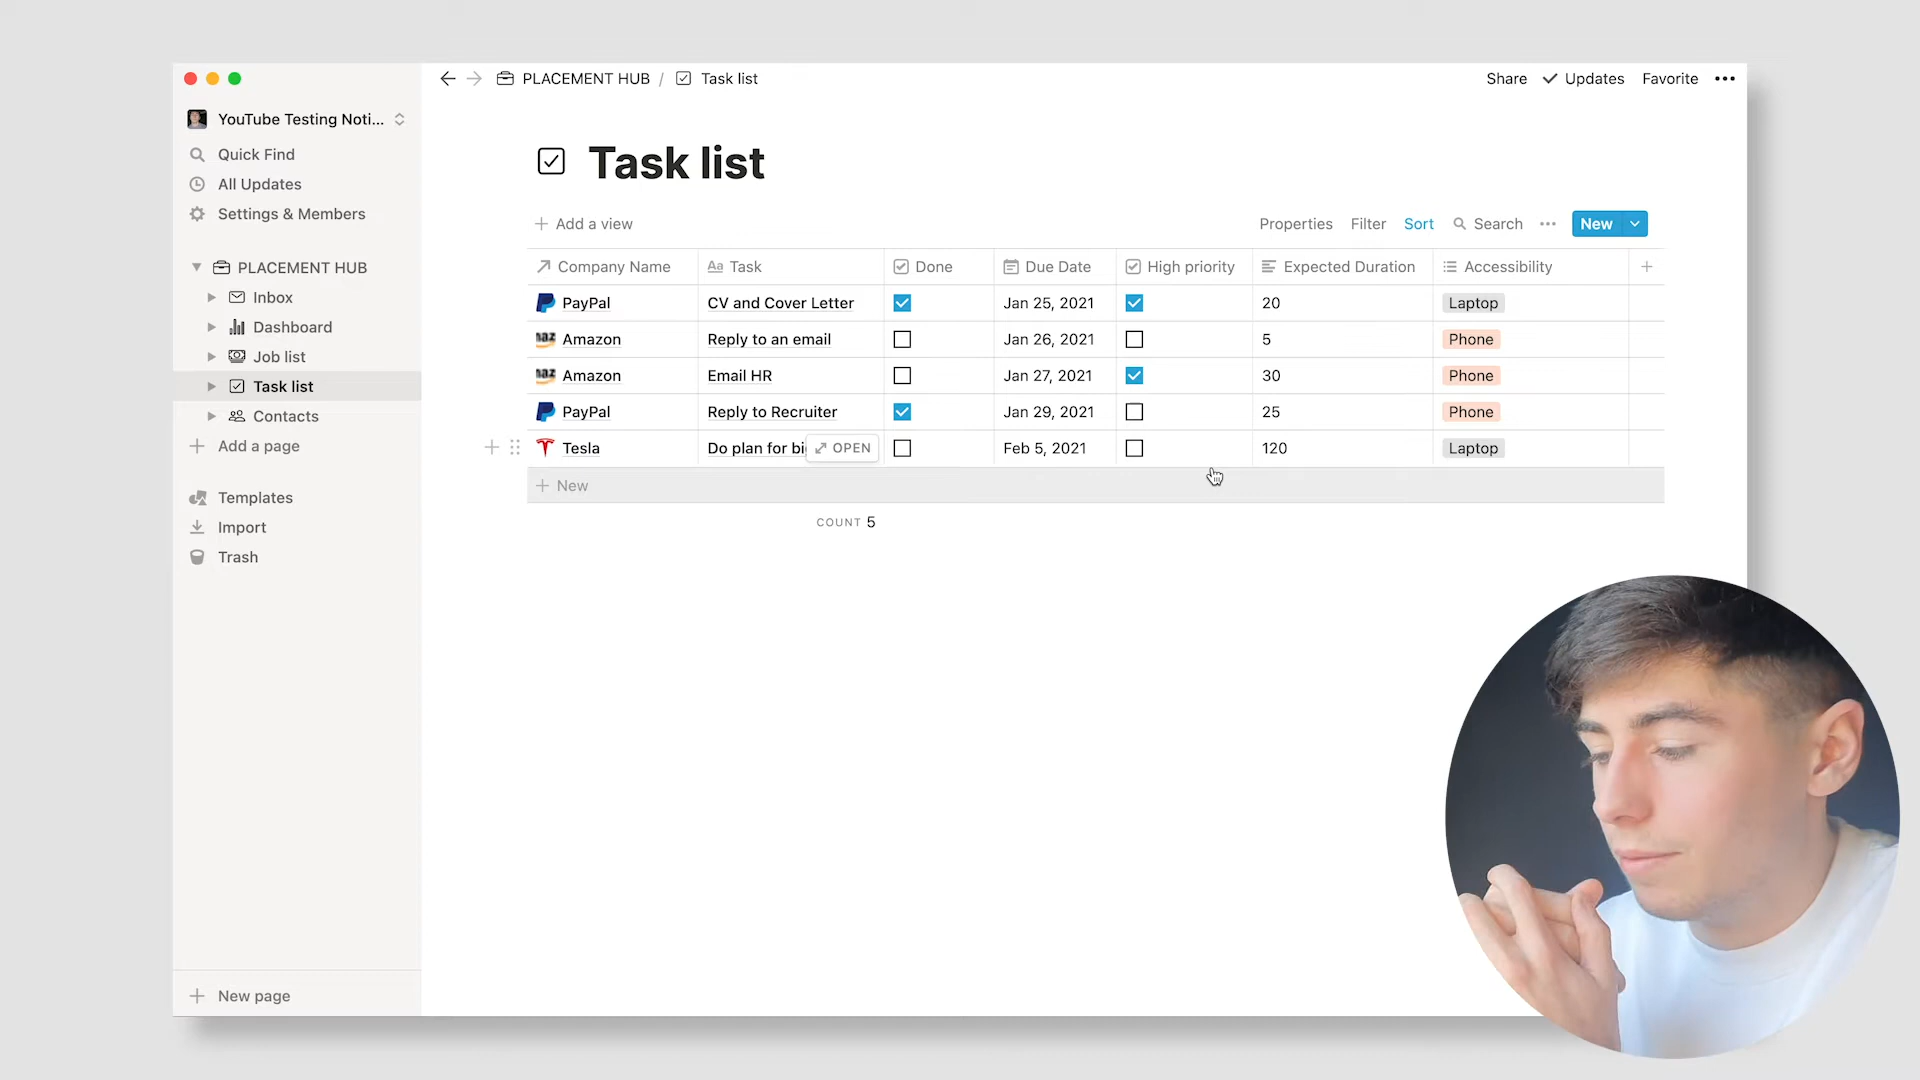 PLACEMENT HUB / Task list
Share Updates Favorite
YouTube Testing Noti...
Quick Find
All Updates
Settings & Members
PLACEMENT HUB
Inbox
Dashboard
Job list
Task list
Contacts
Add a page
Templates
Import
Trash
New page
Task list
Add a view Properties Filter Sort Search New
Company Name Aa Task Done Due Date High priority Expected Duration Accessibility
PayPal CV and Cover Letter Jan 25, 2021 20 Laptop
Amazon Reply to an email Jan 26, 2021 5 Phone
Amazon Email HR Jan 27, 2021 30 Phone
PayPal Reply to Recruiter Jan 29, 2021 25 Phone
Tesla Do plan for bi OPEN Feb 5, 2021 120 Laptop
New
COUNT 5